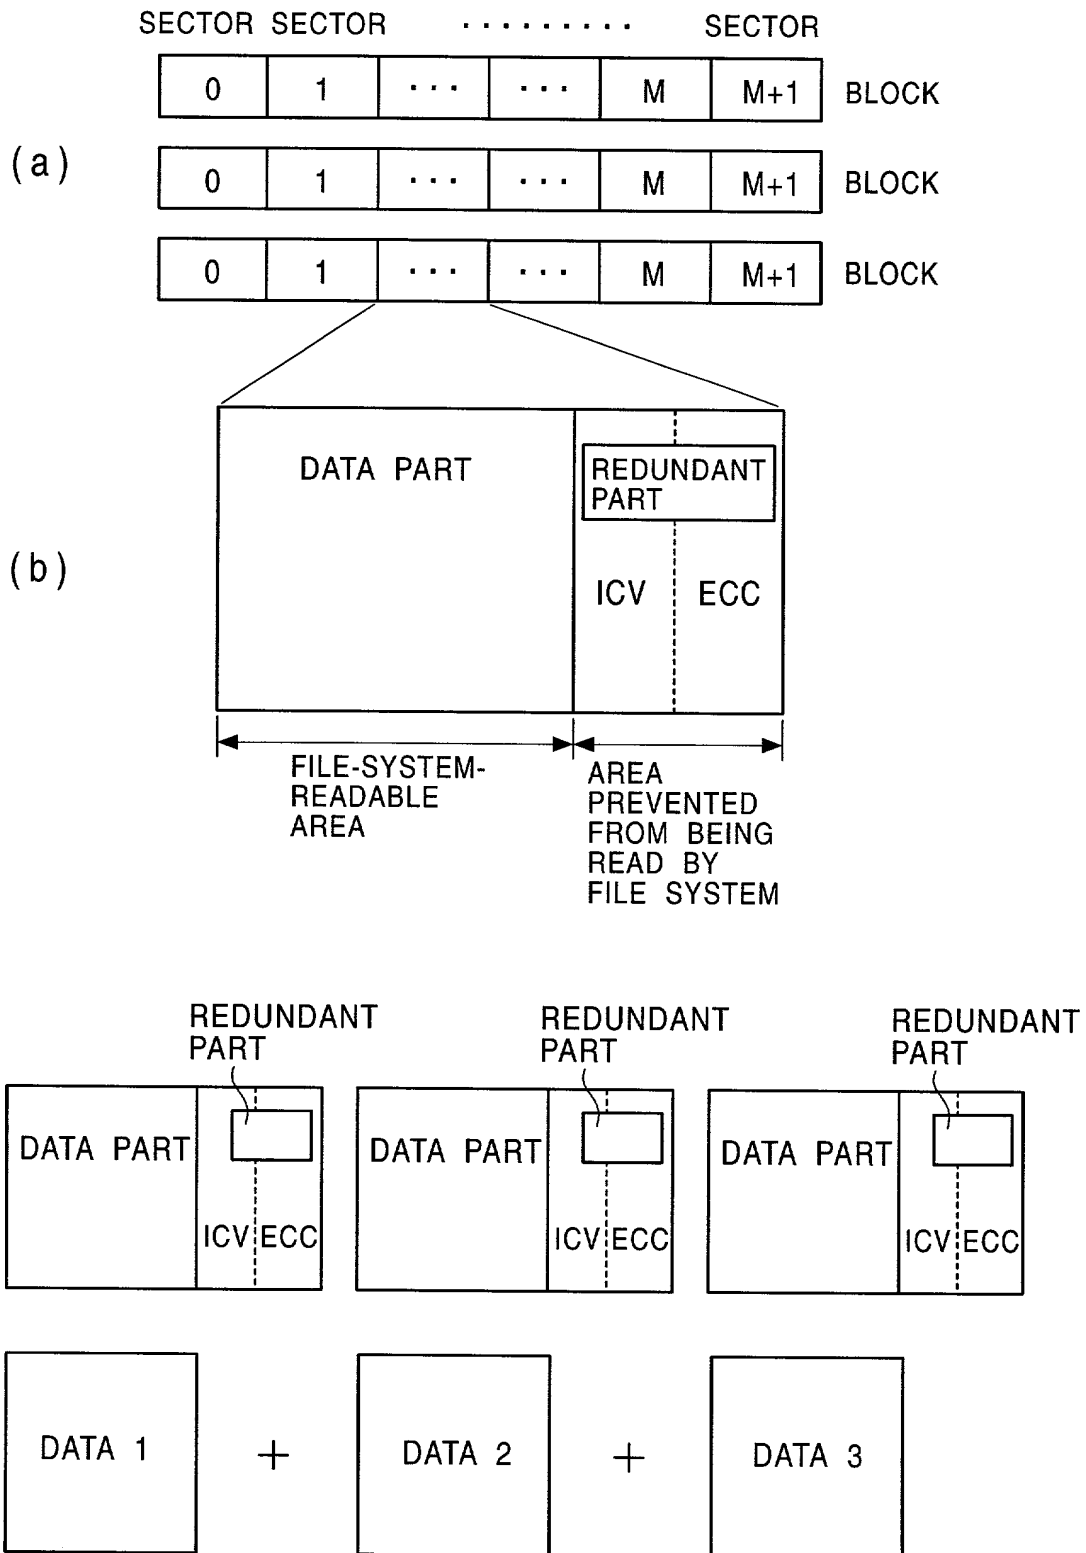 SECTOR SECTOR ········· SECTOR
0 1 ··· ··· M M+1 BLOCK
(a)
0 1 ··· ··· M M+1 BLOCK
0 1 ··· ··· M M+1 BLOCK
DATA PART
REDUNDANT
PART
(b)
ICV ECC
FILE-SYSTEM-
READABLE
AREA
AREA
PREVENTED
FROM BEING
READ BY
FILE SYSTEM
REDUNDANT
PART
REDUNDANT
PART
REDUNDANT
PART
DATA PART
DATA PART
DATA PART
ICV ECC
ICV ECC
ICV ECC
DATA 1 + DATA 2 + DATA 3